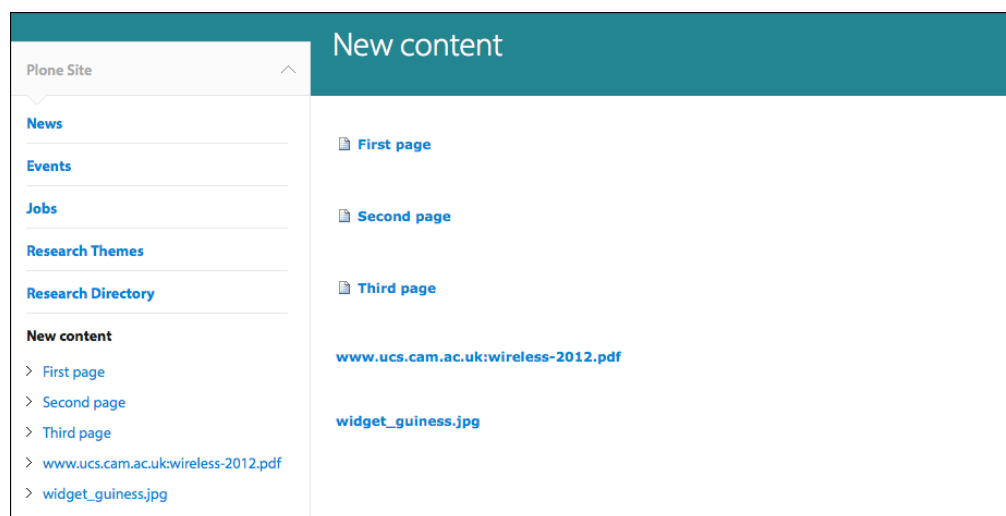 New content
Plone Site
News
Events
Jobs
Research Themes
Research Directory
New content
First page
Second page
Third page
www.ucs.cam.ac.uk:wireless-2012.pdf
widget_guiness.jpg
First page
Second page
Third page
www.ucs.cam.ac.uk:wireless-2012.pdf
widget_guiness.jpg